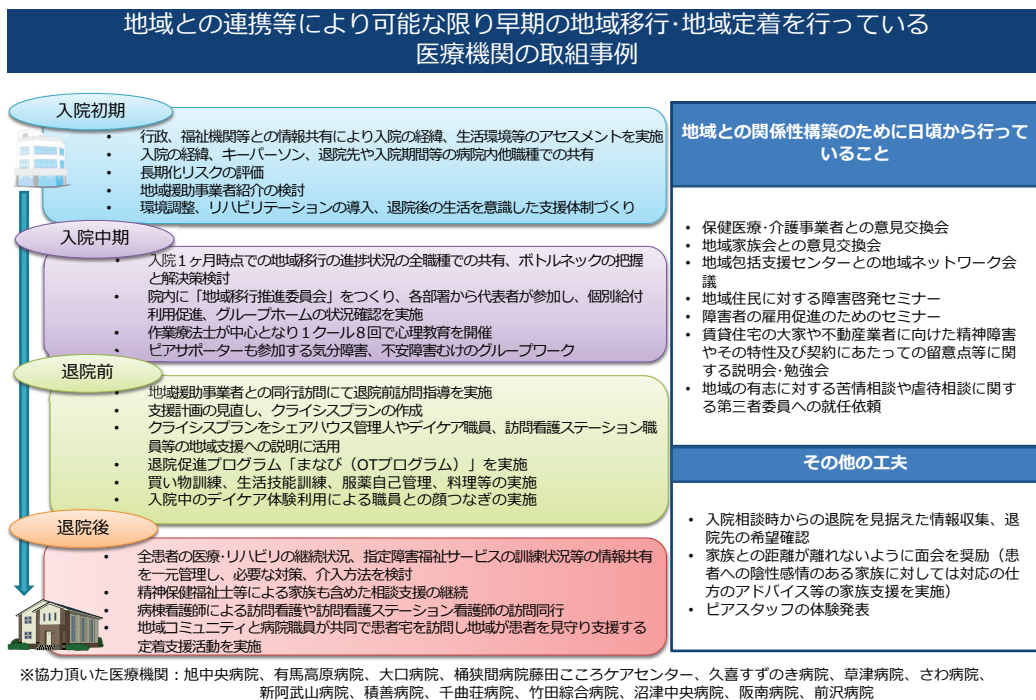 地域との連携等により可能な限り早期の地域移行・地域定着を行っている
医療機関の取組事例
入院初期
• 行政、福祉機関等との情報共有により入院の経緯、生活環境等のアセスメントを実施
• 入院の経緯、キーパーソン、退院先や入院期間等の病院内他職種での共有
• 長期化リスクの評価
• 地域援助事業者紹介の検討
• 環境調整、リハビリテーションの導入、退院後の生活を意識した支援体制づくり
入院中期
• 入院1ヶ月時点での地域移行の進捗状況の全職種での共有、ボトルネックの把握
と解決策検討
• 院内に「地域移行推進委員会」をつくり、各部署から代表者が参加し、個別給付
利用促進、グループホームの状況確認を実施
• 作業療法士が中心となり1クール8回で心理教育を開催
• ピアサポーターも参加する気分障害、不安障害むけのグループワーク
退院前
• 地域援助事業者との同行訪問にて退院前訪問指導を実施
• 支援計画の見直し、クライシスプランの作成
• クライシスプランをシェアハウス管理人やデイケア職員、訪問看護ステーション職
員等の地域支援への説明に活用
• 退院促進プログラム「まなび（OTプログラム）」を実施
• 買い物訓練、生活技能訓練、服薬自己管理、料理等の実施
• 入院中のデイケア体験利用による職員との顔つなぎの実施
退院後
• 全患者の医療・リハビリの継続状況、指定障害福祉サービスの訓練状況等の情報共有
を一元管理し、必要な対策、介入方法を検討
• 精神保健福祉士等による家族も含めた相談支援の継続
• 病棟看護師による訪問看護や訪問看護ステーション看護師の訪問同行
• 地域コミュニティと病院職員が共同で患者宅を訪問し地域が患者を見守り支援する
定着支援活動を実施
地域との関係性構築のために日頃から行って
いること
• 保健医療・介護事業者との意見交換会
• 地域家族会との意見交換会
• 地域包括支援センターとの地域ネットワーク会
議
• 地域住民に対する障害啓発セミナー
• 障害者の雇用促進のためのセミナー
• 賃貸住宅の大家や不動産業者に向けた精神障害
やその特性及び契約にあたっての留意点等に関
する説明会・勉強会
• 地域の有志に対する苦情相談や虐待相談に関す
る第三者委員への就任依頼
その他の工夫
• 入院相談時からの退院を見据えた情報収集、退
院先の希望確認
• 家族との距離が離れないように面会を奨励（患
者への陰性感情のある家族に対しては対応の仕
方のアドバイス等の家族支援を実施）
• ピアスタッフの体験発表
※協力頂いた医療機関：旭中央病院、有馬高原病院、大口病院、桶狭間病院藤田こころケアセンター、久喜すずのき病院、草津病院、さわ病院、
新阿武山病院、積善病院、千曲荘病院、竹田綜合病院、沼津中央病院、阪南病院、前沢病院